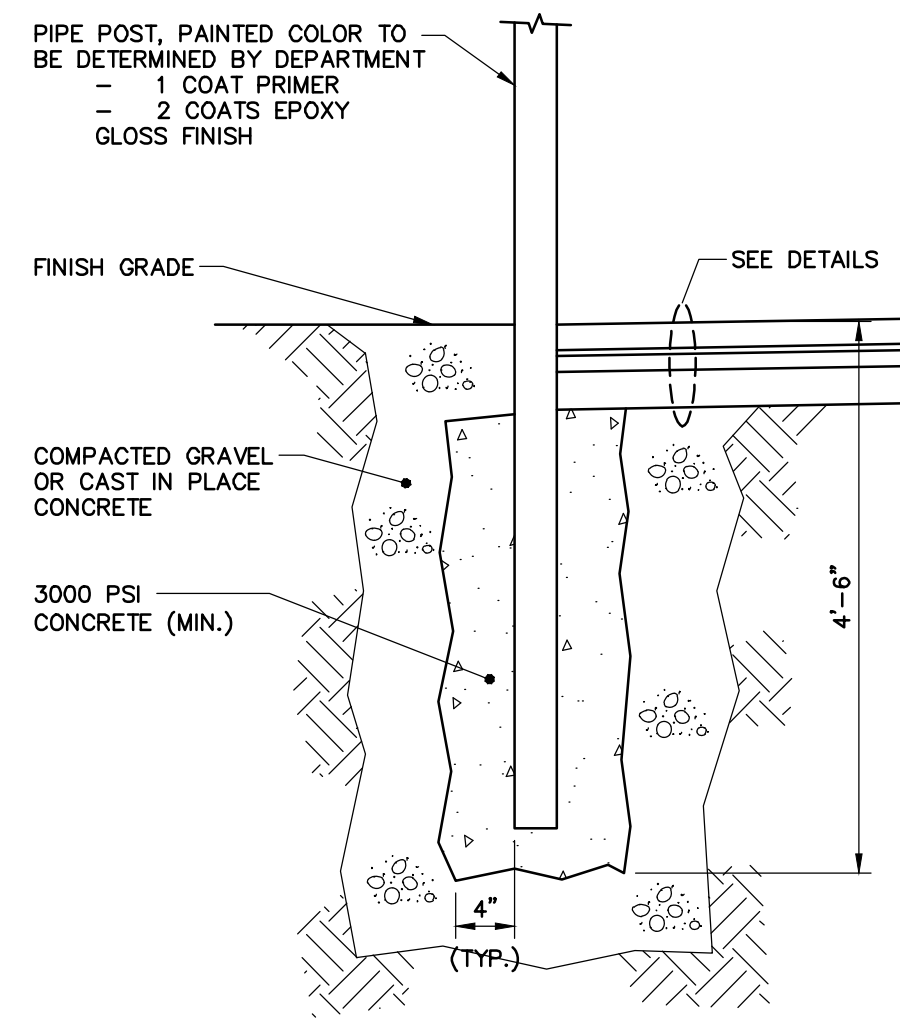 PIPE POST, PAINTED COLOR TO
BE DETERMINED BY DEPARTMENT
- 1 COAT PRIMER
- 2 COATS EPOXY
GLOSS FINISH
SEE DETAILS
FINISH GRADE
COMPACTED GRAVEL
OR CAST IN PLACE
CONCRETE
4'-6"
3000 PSI
CONCRETE (MIN.)
4"
(TYP.)